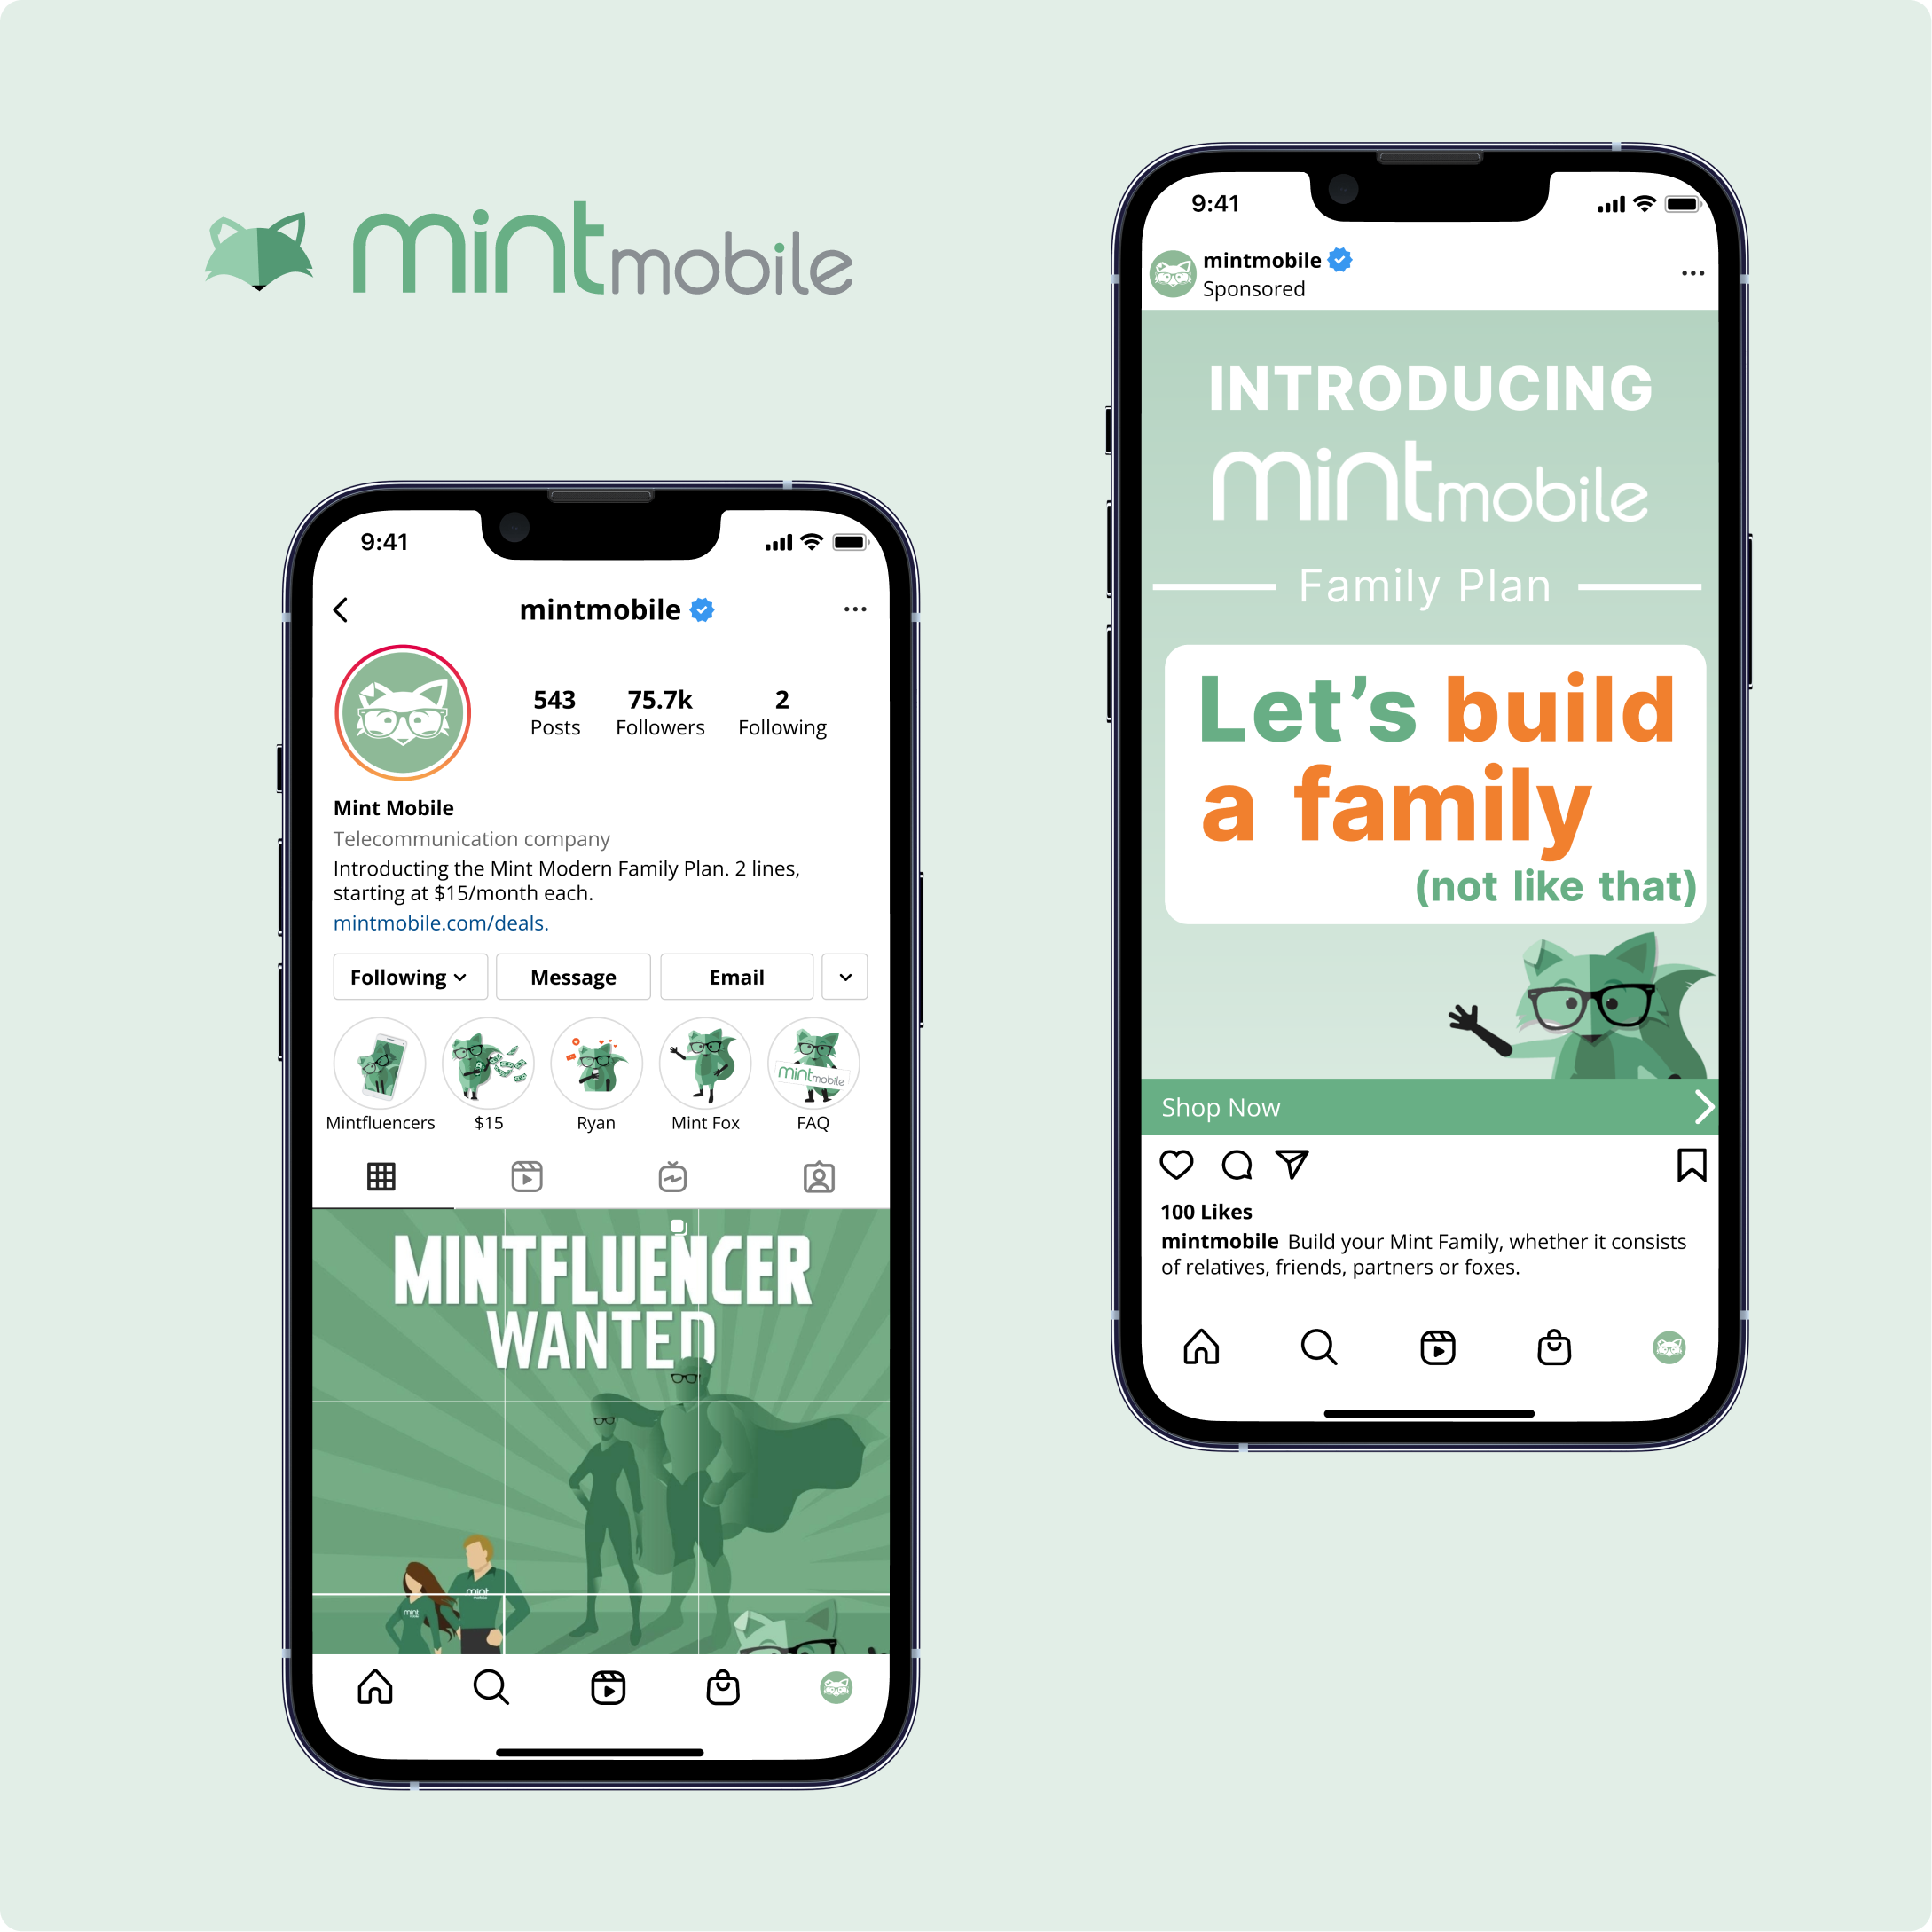 mintmobile
9:41
mintmobile
543 75.7k 2
Posts Followers Following
Mint Mobile
Telecommunication company
Introducting the Mint Modern Family Plan. 2 lines,
starting at $15/month each.
mintmobile.com/deals.
Following Message Email
mintmobile
Mintfluencers $15 Ryan Mint Fox FAQ
MINTFLUENCER
WANTED
mint
mint
9:41
mintmobile
Sponsored
INTRODUCING
mintmobile
Family Plan
Let's build
a family
(not like that)
Shop Now
100 Likes
mintmobile Build your Mint Family, whether it consists
of relatives, friends, partners or foxes.